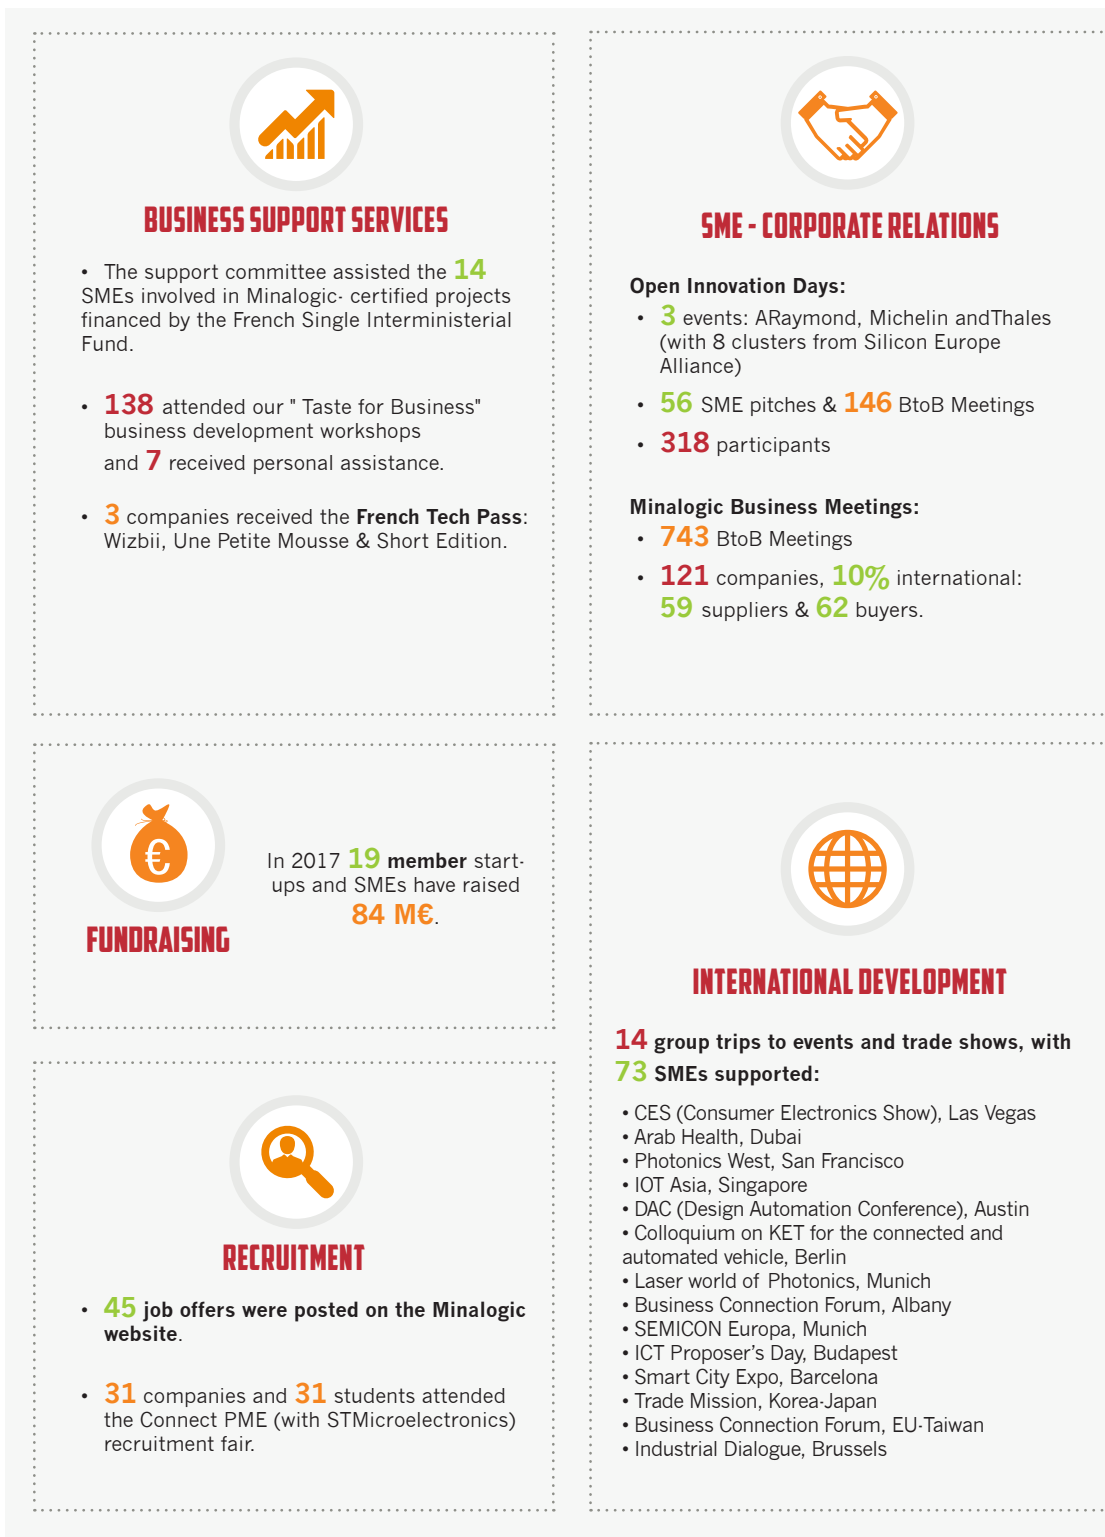 BUSINESS SUPPORT SERVICES
• The support committee assisted the 14
SMEs involved in Minalogic- certified projects
financed by the French Single Interministerial
Fund.
• 138 attended our " Taste for Business"
business development workshops
and 7 received personal assistance.
• 3 companies received the French Tech Pass:
Wizbii, Une Petite Mousse & Short Edition.
SME - CORPORATE RELATIONS
Open Innovation Days:
• 3 events: ARaymond, Michelin andThales
(with 8 clusters from Silicon Europe
Alliance)
• 56 SME pitches & 146 BtoB Meetings
• 318 participants
Minalogic Business Meetings:
• 743 BtoB Meetings
• 121 companies, 10% international:
59 suppliers & 62 buyers.
€
FUNDRAISING
In 2017 19 member start-
ups and SMEs have raised
84 M€.
RECRUITMENT
• 45 job offers were posted on the Minalogic
website.
• 31 companies and 31 students attended
the Connect PME (with STMicroelectronics)
recruitment fair.
INTERNATIONAL DEVELOPMENT
14 group trips to events and trade shows, with
73 SMEs supported:
• CES (Consumer Electronics Show), Las Vegas
• Arab Health, Dubai
• Photonics West, San Francisco
• IOT Asia, Singapore
• DAC (Design Automation Conference), Austin
• Colloquium on KET for the connected and
automated vehicle, Berlin
• Laser world of Photonics, Munich
• Business Connection Forum, Albany
• SEMICON Europa, Munich
• ICT Proposer's Day, Budapest
• Smart City Expo, Barcelona
• Trade Mission, Korea-Japan
• Business Connection Forum, EU-Taiwan
• Industrial Dialogue, Brussels